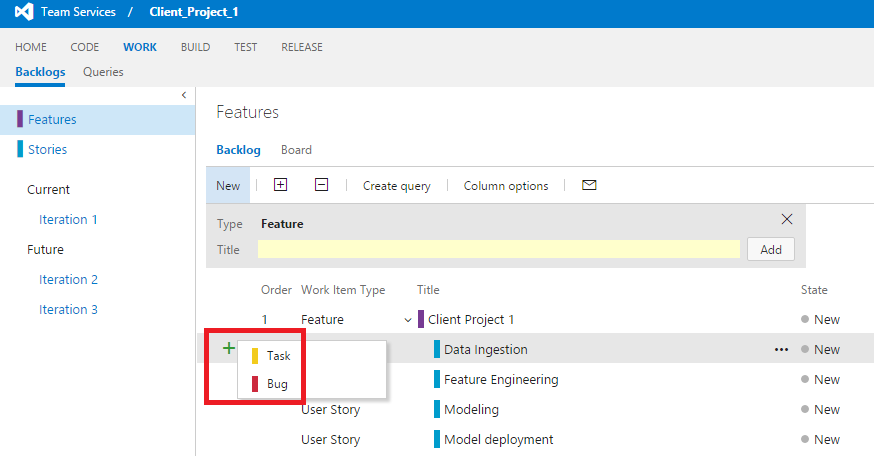 Team Services / Client_Project_1
HOME CODE WORK BUILD TEST RELEASE
Backlogs Queries
Features
Stories
Current
Iteration 1
Future
Iteration 2
Iteration 3
Features
Backlog Board
New Create query Column options
Type Feature
Title Add
Order Work Item Type Title State
1 Feature Client Project 1 New
Data Ingestion ... New
Task
Bug
Feature Engineering New
User Story Modeling New
User Story Model deployment New